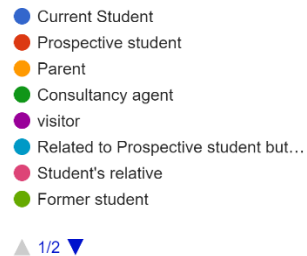 Current Student
Prospective student
Parent
Consultancy agent
visitor
Related to Prospective student but…
Student's relative
Former student
1/2